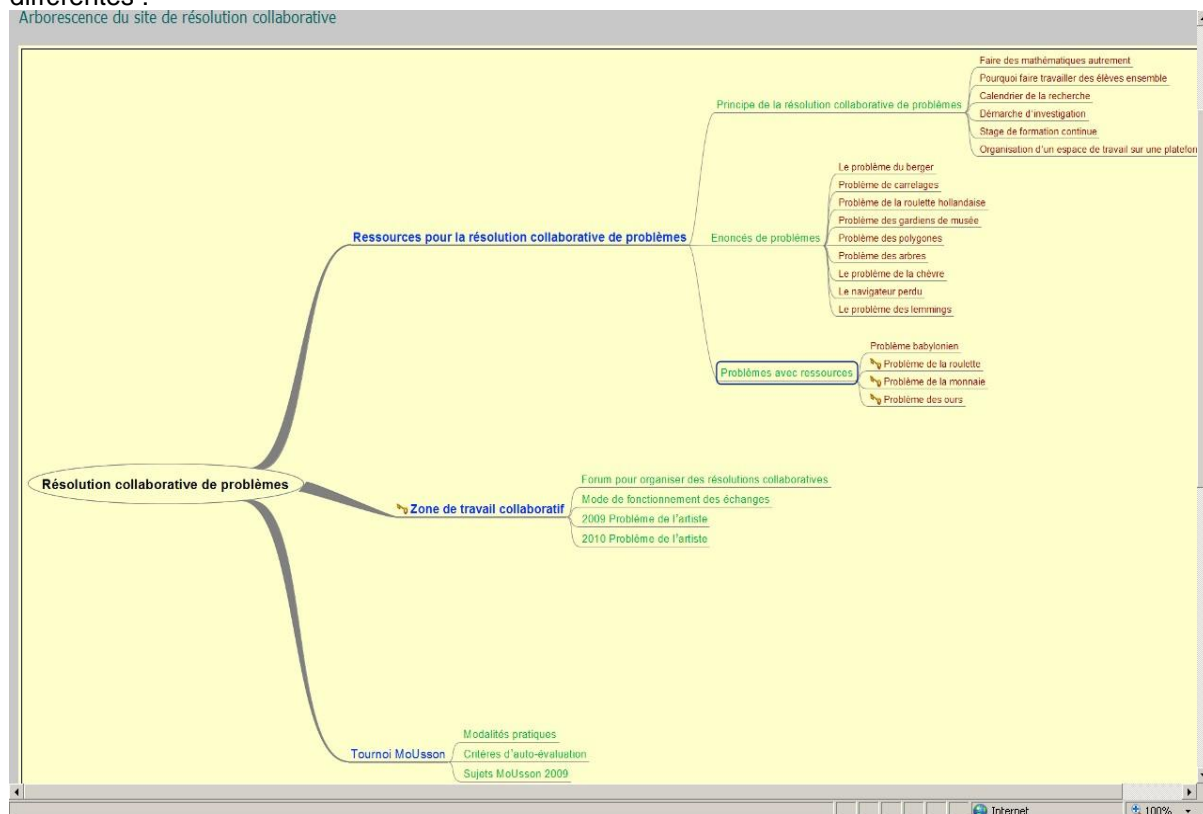 différentes :
Arborescence du site de résolution collaborative
Faire des mathématiques autrement
Pourquoi faire travailler des élèves ensemble
Principe de la résolution collaborative de problèmes
Calendrier de la recherche
Démarche d'investigation
Stage de formation continue
Organisation d'un espace de travail sur une platefor
Le problème du berger
Problème de carrelages
Problème de la roulette hollandaise
Problème des gardiens de musée
Ressources pour la résolution collaborative de problèmes
Enoncés de problèmes
Problème des polygones
Problème des arbres
Le problème de la chèvre
Le navigateur perdu
Le problème des lemmings
Problème babylonien
Problèmes avec ressources
Problème de la roulette
Problème de la monnaie
Problème des ours
Résolution collaborative de problèmes
Forum pour organiser des résolutions collaboratives
Zone de travail collaboratif
Mode de fonctionnement des échanges
2009 Problème de l'artiste
2010 Problème de l'artiste
Modalités pratiques
Tournoi MoUsson
Critères d'auto-évaluation
Sujets MoUsson 2009
Internet
100%